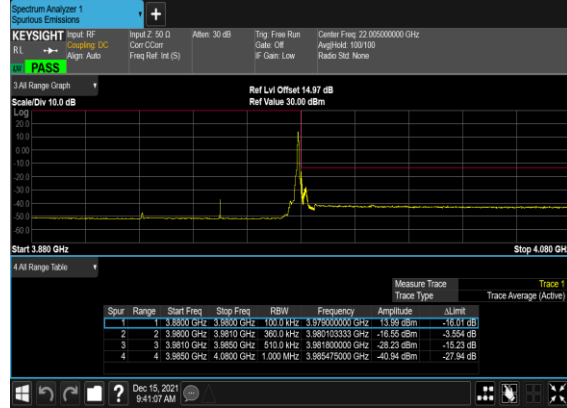 Spectrum Analyzer 1
Spurious Emissions
+
KEYSIGHT Input: RF Input Z: 50 Ω Atten: 30 dB Trig: Free Run Center Freq: 22.005000000 GHz
RL Coupling: DC Corr CCorr Gate: Off Avg|Hold: 100/100
Align: Auto Freq Ref: Int (S) IF Gain: Low Radio Std: None
PASS
3 All Range Graph Ref Lvl Offset 14.97 dB
Scale/Div 10.0 dB Ref Value 30.00 dBm
Log
20.0
10.0
0.00
-10.0
-20.0
-30.0
-40.0
-50.0
-60.0
Start 3.880 GHz Stop 4.080 GHz
4 All Range Table
Measure Trace Trace 1
Trace Type Trace Average (Active)
Spur Range Start Freq Stop Freq RBW Frequency Amplitude ΔLimit
1 1 3.8800 GHz 3.9800 GHz 100.0 kHz 3.979000000 GHz 13.99 dBm -16.01 dB
2 2 3.9800 GHz 3.9810 GHz 360.0 kHz 3.980103333 GHz -16.55 dBm -3.554 dB
3 3 3.9810 GHz 3.9850 GHz 510.0 kHz 3.981800000 GHz -28.23 dBm -15.23 dB
4 4 3.9850 GHz 4.0800 GHz 1.000 MHz 3.985475000 GHz -40.94 dBm -27.94 dB
? Dec 15, 2021
9:41:07 AM